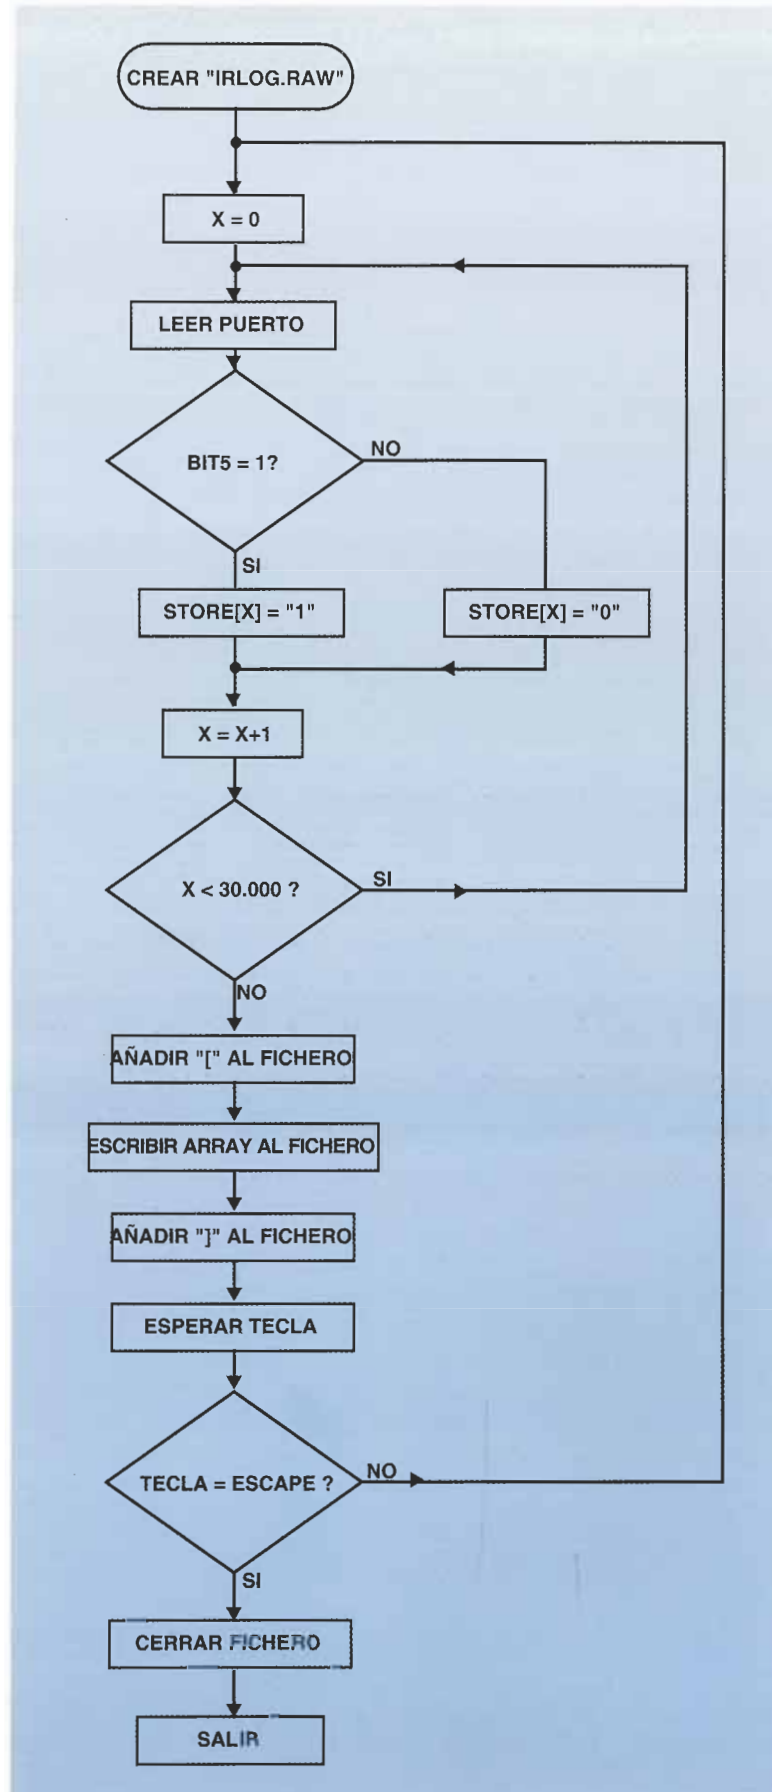 CREAR "IRLOG.RAW"
X = 0
LEER PUERTO
BIT5 = 1?
NO
SI
STORE[X] = "1"
STORE[X] = "0"
X = X+1
X < 30.000 ?
SI
NO
AÑADIR "[" AL FICHERO
ESCRIBIR ARRAY AL FICHERO
AÑADIR "]" AL FICHERO
ESPERAR TECLA
TECLA = ESCAPE ?
NO
SI
CERRAR FICHERO
SALIR